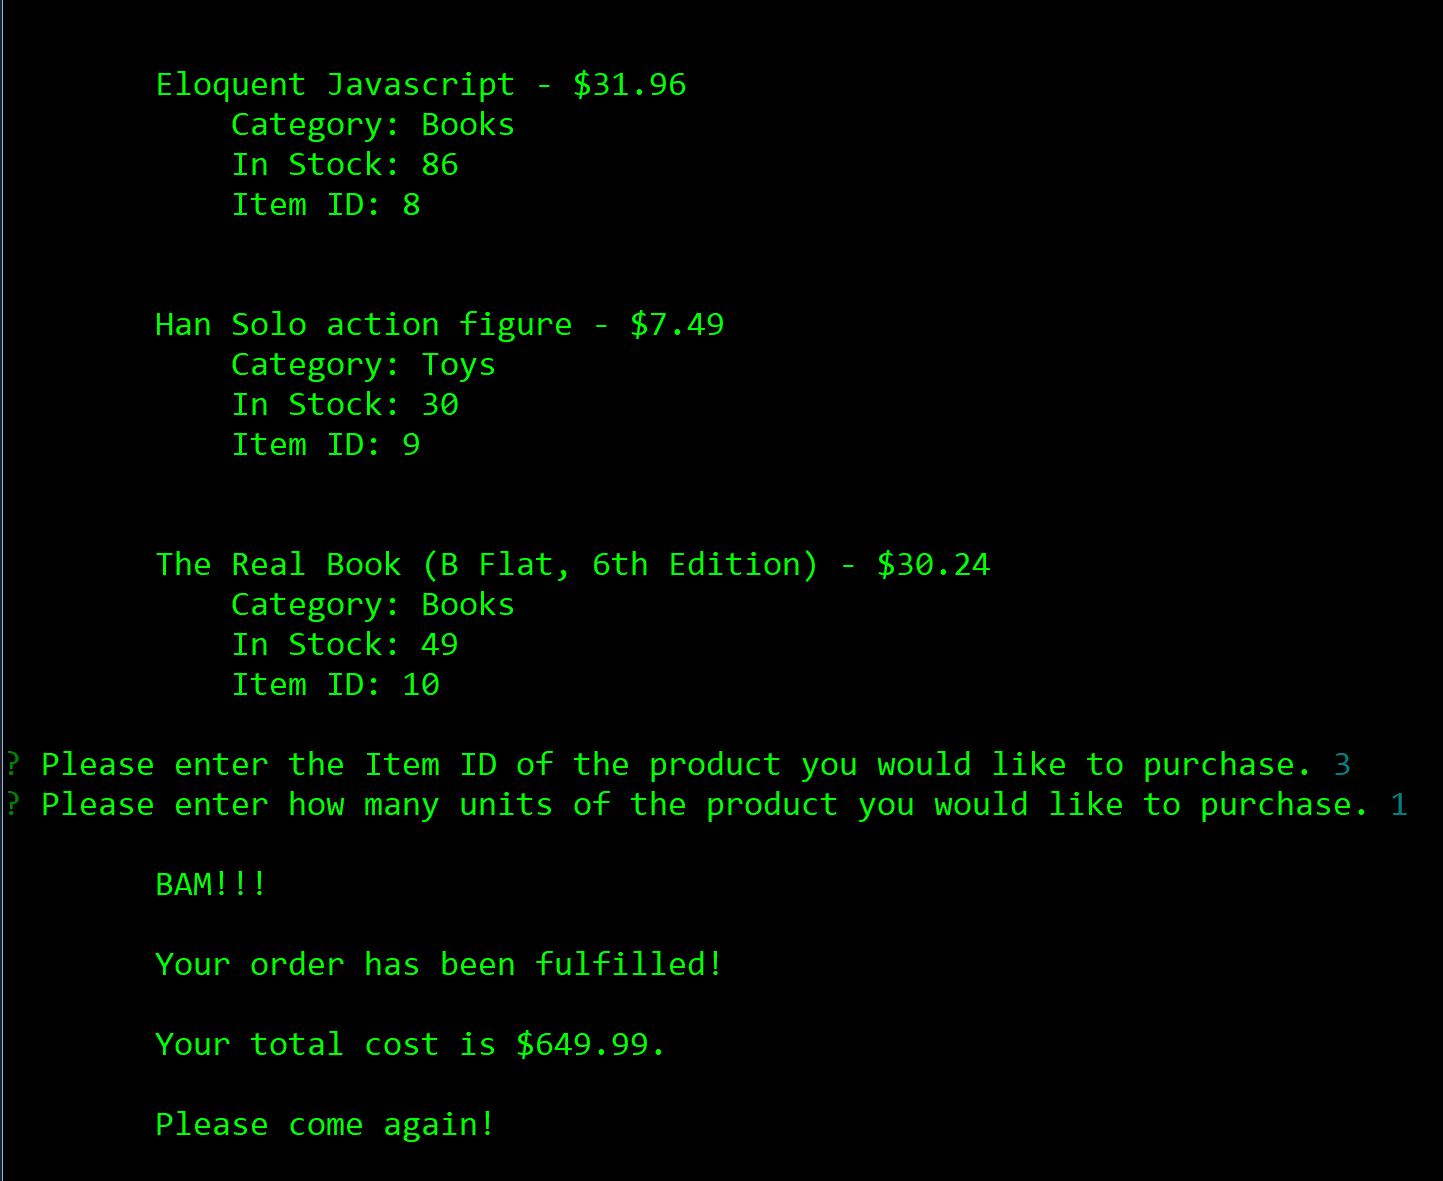 Eloquent Javascript - $31.96
Category: Books
In Stock: 86
Item ID: 8
Han Solo action figure - $7.49
Category: Toys
In Stock: 30
Item ID: 9
The Real Book (B Flat, 6th Edition) - $30.24
Category: Books
In Stock: 49
Item ID: 10
? Please enter the Item ID of the product you would like to purchase. 3
? Please enter how many units of the product you would like to purchase. 1
BAM!!!
Your order has been fulfilled!
Your total cost is $649.99.
Please come again!